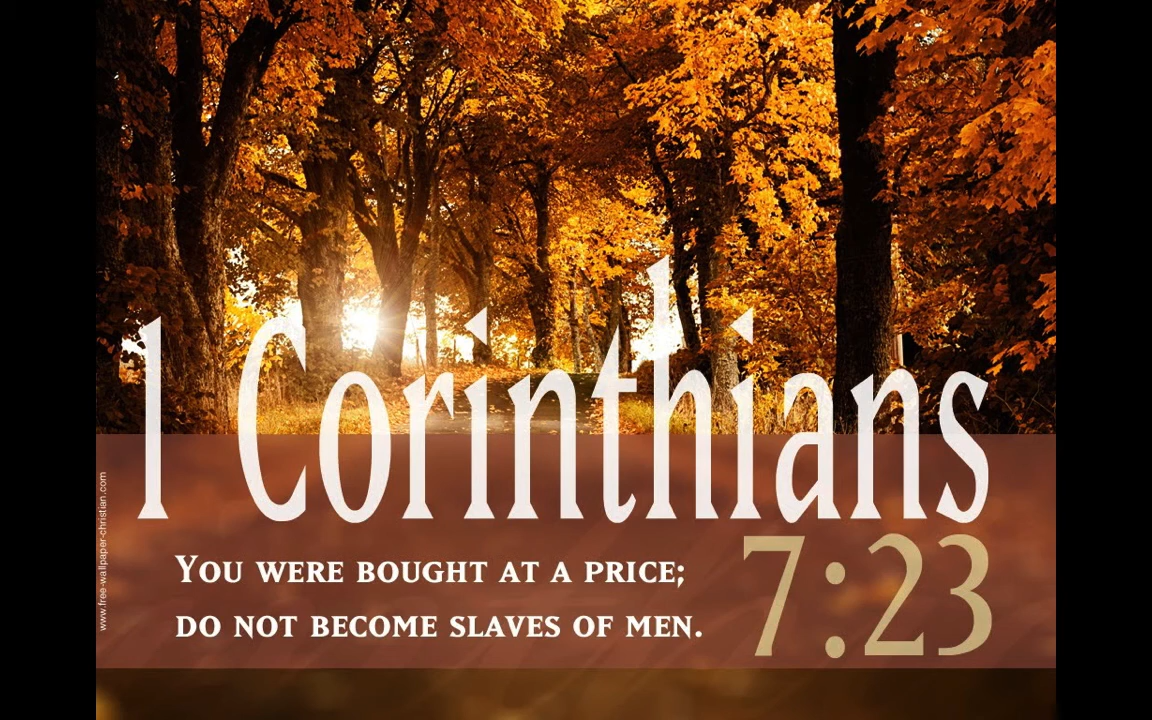 1 Corinthians
7:23
You were bought at a price;
do not become slaves of men.
www.free-wallpaper-christian.com